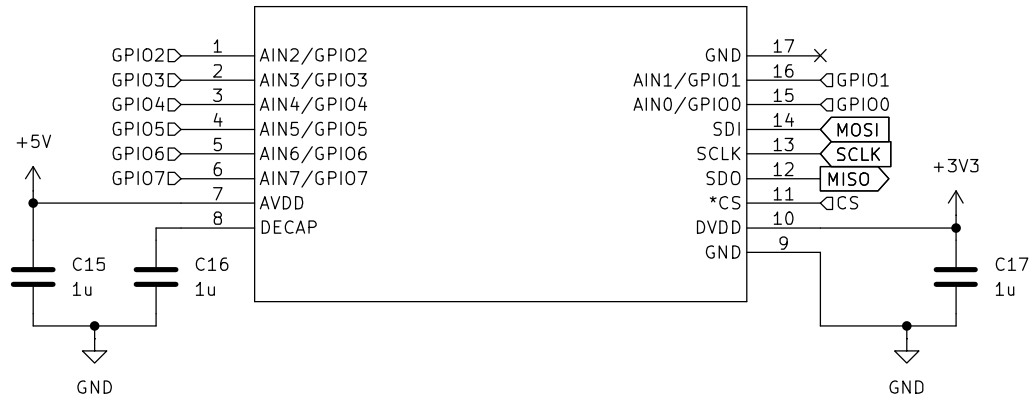 GPIO2 1 AIN2/GPIO2 GND 17
GPIO3 2 AIN3/GPIO3 AIN1/GPIO1 16 GPIO1
GPIO4 3 AIN4/GPIO4 AIN0/GPIO0 15 GPIO0
GPIO5 4 AIN5/GPIO5 SDI 14 MOSI
+5V GPIO6 5 AIN6/GPIO6 SCLK 13 SCLK
GPIO7 6 AIN7/GPIO7 SDO 12 MISO +3V3
7 AVDD *CS 11 CS
8 DECAP DVDD 10
GND 9
C15 C16 C17
1u 1u 1u
GND GND